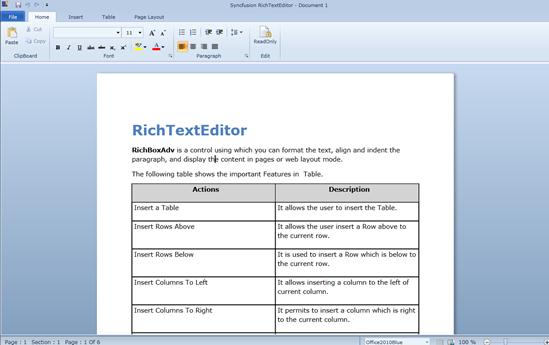 Syncfusion RichTextEditor - Document 1
File Home Insert Table Page Layout
Paste Cut Copy 11 ReadOnly
ClipBoard Font Paragraph Edit
RichTextEditor
RichBoxAdv is a control using which you can format the text, align and indent the
paragraph, and display the content in pages or web layout mode.
The following table shows the important Features in Table.
Actions Description
Insert a Table It allows the user to insert the Table.
Insert Rows Above It allows the user insert a Row above to
the current row.
Insert Rows Below It is used to insert a Row which is below to
the current row.
Insert Columns To Left It allows inserting a column to the left of
current column.
Insert Columns To Right It permits to insert a column which is right
to the current column.
Page : 1 Section : 1 Page : 1 Of 6 Office2010Blue 100 %